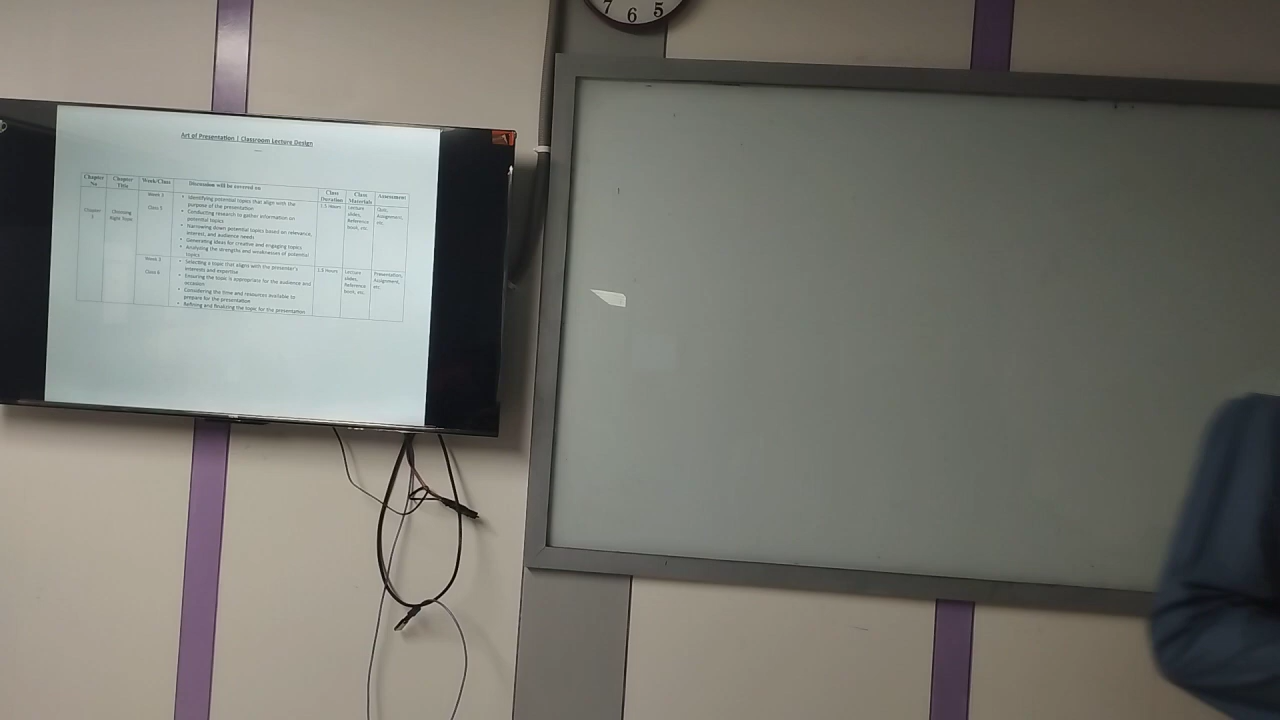 7 6 5
Art of Presentation | Classroom Lecture Design
Chapter No
Chapter Title
Week/Class
Discussion will be covered on
Class Duration
Class Materials
Assessment
Chapter
Choosing
Right
Week 3
Class 5
• Identifying potential topics that align with the
purpose of the presentation
• Conducting research to gather information on
potential topics
• Narrowing down potential topics based on relevance,
interest, and audience needs
• Generating ideas for creative and engaging topics
• Analyzing the strengths and weaknesses of potential
topics
1.5 Hours
Lecture
slides,
Reference
book, etc.
Quiz,
Assignment,
etc.
Week 3
Class 6
• Selecting a topic that aligns with the presenter's
interests and expertise
• Ensuring the topic is appropriate for the audience and
occasion
• Considering the time and resources available to
prepare for the presentation
• Refining and finalizing the topic for the presentation
1.5 Hours
Lecture
slides,
Reference
book, etc.
Presentation,
Assignment,
etc.